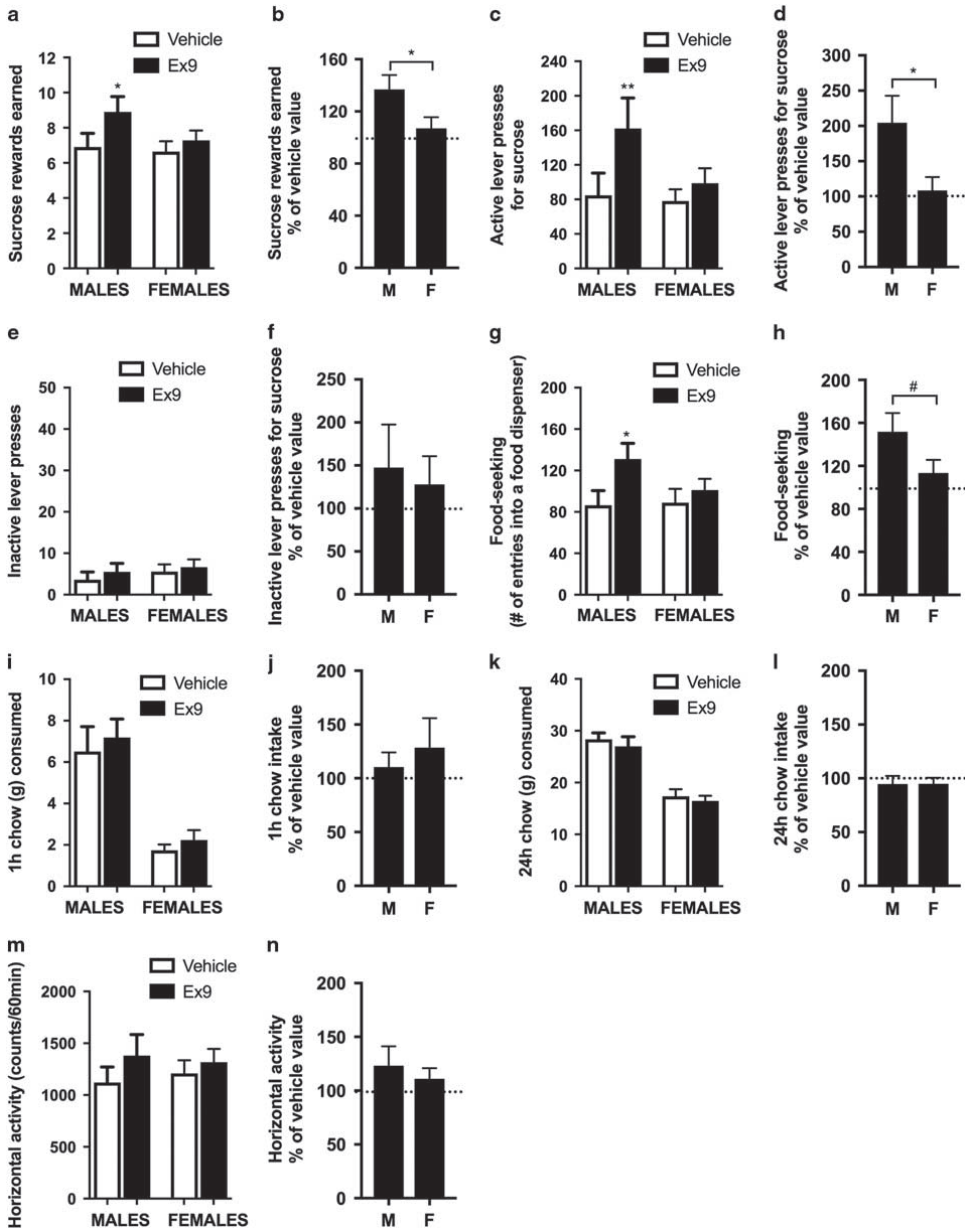 a
Vehicle
Ex9
Sucrose rewards earned
12
10
8
6
4
2
0
*
MALES FEMALES
b
Sucrose rewards earned
% of vehicle value
160
120
80
40
0
*
M F
c
Vehicle
Ex9
Active lever presses
for sucrose
240
200
160
120
80
40
0
**
MALES FEMALES
d
Active lever presses for sucrose
% of vehicle value
300
250
200
150
100
50
0
*
M F
e
Vehicle
Ex9
Inactive lever presses
50
40
30
20
10
0
MALES FEMALES
f
Inactive lever presses for sucrose
% of vehicle value
250
200
150
100
50
0
M F
g
Vehicle
Ex9
Food-seeking
(# of entries into a food dispenser)
200
160
120
80
40
0
*
MALES FEMALES
h
Food-seeking
% of vehicle value
200
160
120
80
40
0
#
M F
i
Vehicle
Ex9
1h chow (g) consumed
10
8
6
4
2
0
MALES FEMALES
j
1h chow intake
% of vehicle value
200
150
100
50
0
M F
k
Vehicle
Ex9
24h chow (g) consumed
40
30
20
10
0
MALES FEMALES
l
24h chow intake
% of vehicle value
200
150
100
50
0
M F
m
Vehicle
Ex9
Horizontal activity (counts/60min)
2000
1500
1000
500
0
MALES FEMALES
n
Horizontal activity
% of vehicle value
200
150
100
50
0
M F